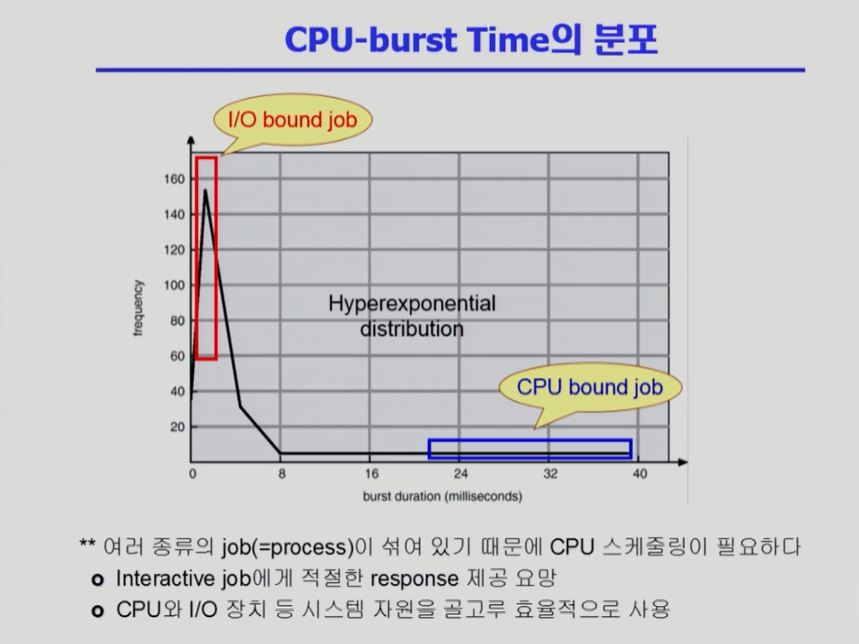 CPU-burst Time의 분포
I/O bound job
160
140
120
100
80
60
40
20
frequency
Hyperexponential
distribution
CPU bound job
0 8 16 24 32 40
burst duration (milliseconds)
** 여러 종류의 job(=process)이 섞여 있기 때문에 CPU 스케줄링이 필요하다
o Interactive job에게 적절한 response 제공 요망
o CPU와 I/O 장치 등 시스템 자원을 골고루 효율적으로 사용